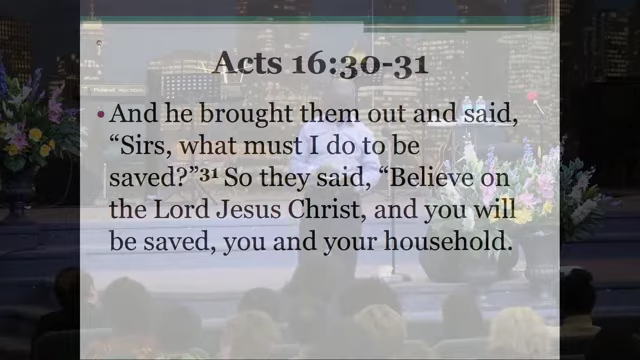 Acts 16:30-31
• And he brought them out and said,
“Sirs, what must I do to be
saved?”³¹ So they said, “Believe on
the Lord Jesus Christ, and you will
be saved, you and your household.